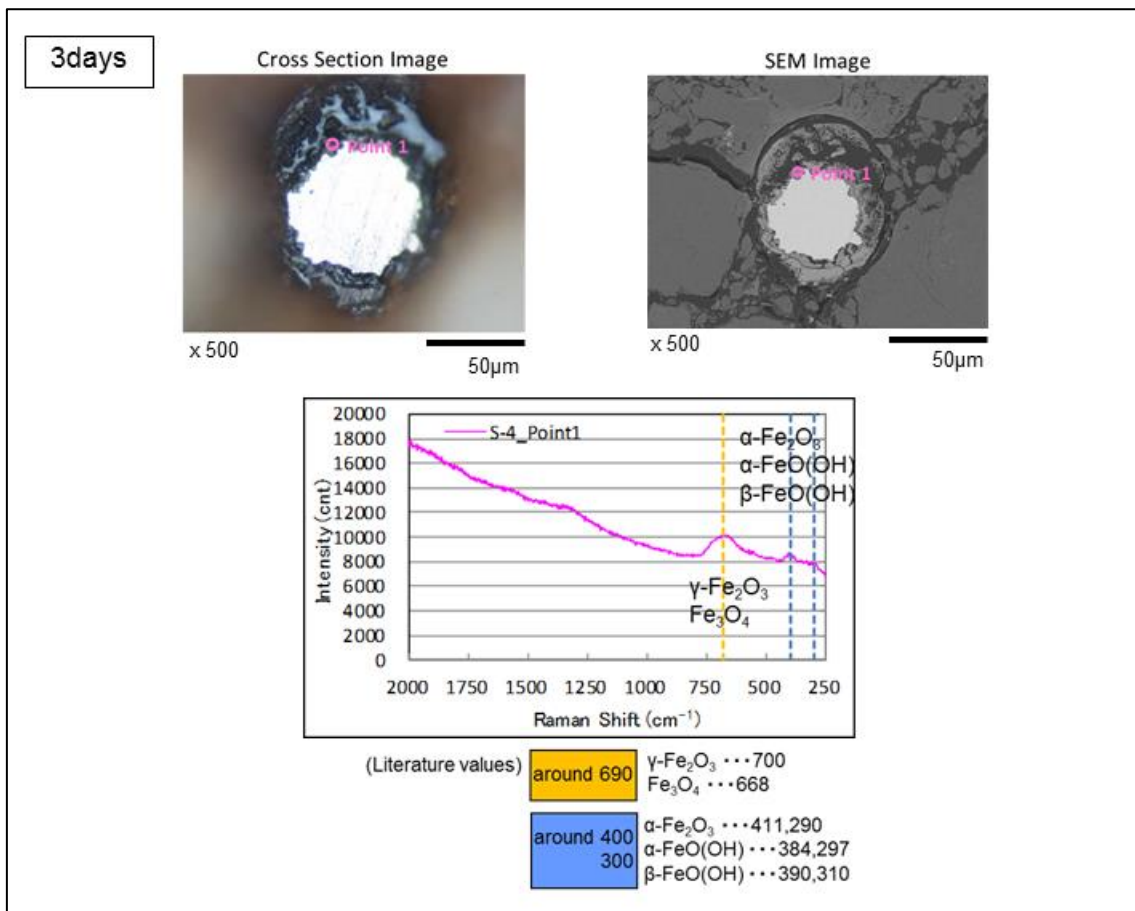 3days
Cross Section Image
SEM Image
Point 1
Point 1
x 500
50μm
x 500
50μm
20000
18000
16000
14000
12000
10000
8000
6000
4000
2000
0
Intensity (cnt)
S-4_Point1
α-Fe₂O₃
α-FeO(OH)
β-FeO(OH)
γ-Fe₂O₃
Fe₃O₄
2000 1750 1500 1250 1000 750 500 250
Raman Shift (cm⁻¹)
(Literature values)
around 690
γ-Fe₂O₃ ･･･700
Fe₃O₄ ･･･668
around 400
300
α-Fe₂O₃ ･･･411,290
α-FeO(OH) ･･･384,297
β-FeO(OH) ･･･390,310